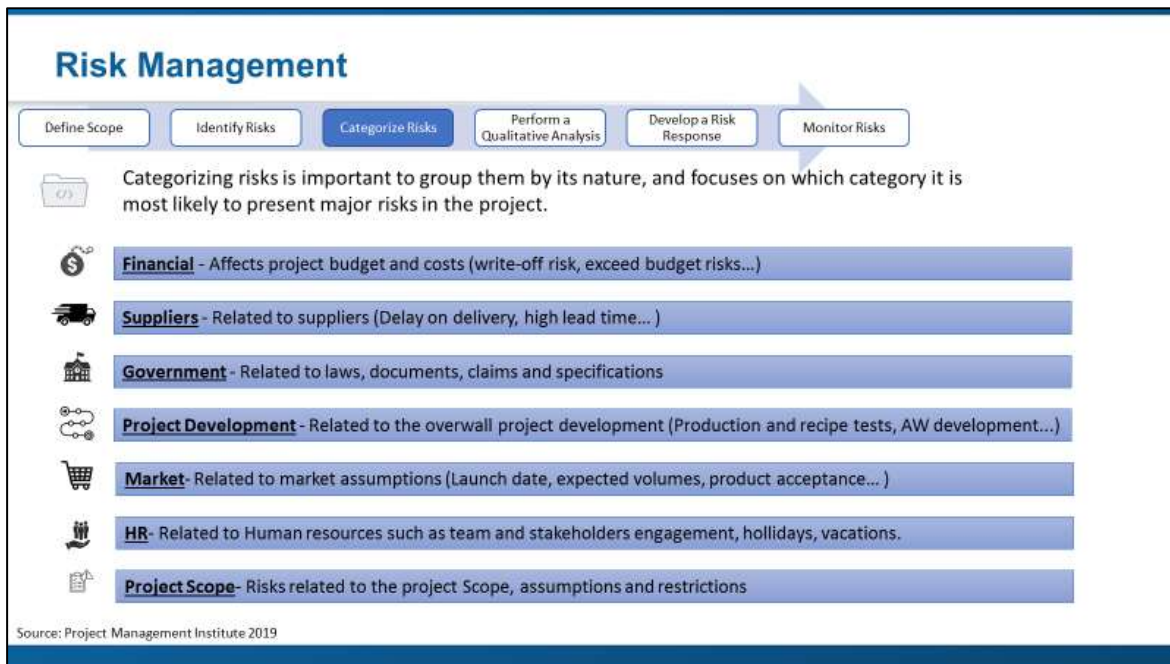 Risk Management
Define Scope
Identify Risks
Categorize Risks
Perform a
Qualitative Analysis
Develop a Risk
Response
Monitor Risks
Categorizing risks is important to group them by its nature, and focuses on which category it is
most likely to present major risks in the project.
Financial - Affects project budget and costs (write-off risk, exceed budget risks...)
Suppliers - Related to suppliers (Delay on delivery, high lead time... )
Government - Related to laws, documents, claims and specifications
Project Development - Related to the overwall project development (Production and recipe tests, AW development...)
Market- Related to market assumptions (Launch date, expected volumes, product acceptance... )
HR- Related to Human resources such as team and stakeholders engagement, hollidays, vacations.
Project Scope- Risks related to the project Scope, assumptions and restrictions
Source: Project Management Institute 2019